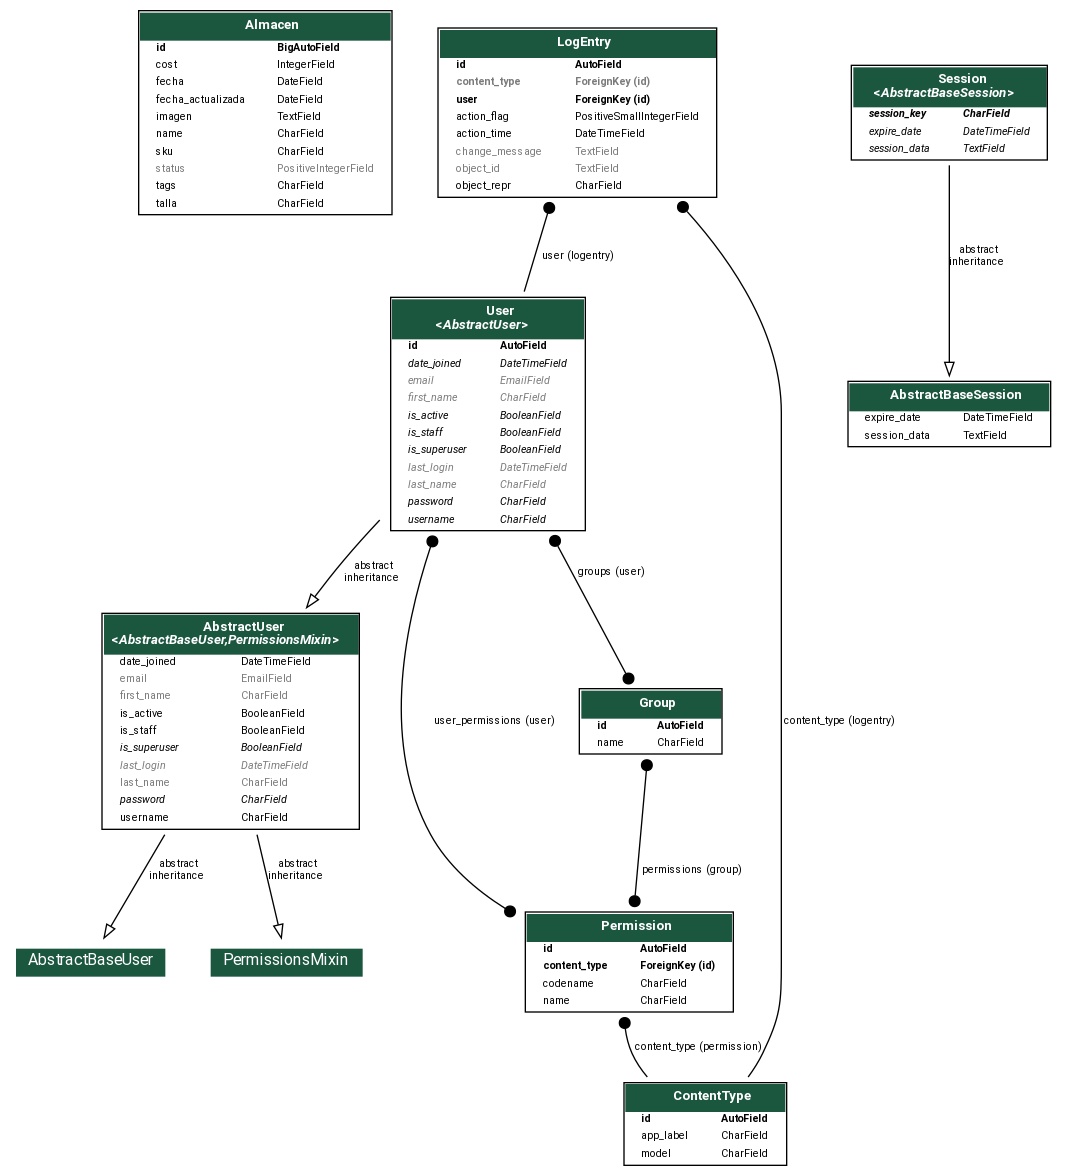 Almacen
id BigAutoField
cost IntegerField
fecha DateField
fecha_actualizada DateField
imagen TextField
name CharField
sku CharField
status PositiveIntegerField
tags CharField
talla CharField
LogEntry
id AutoField
content_type ForeignKey (id)
user ForeignKey (id)
action_flag PositiveSmallIntegerField
action_time DateTimeField
change_message TextField
object_id TextField
object_repr CharField
Session
<AbstractBaseSession>
session_key CharField
expire_date DateTimeField
session_data TextField
user (logentry)
abstract
inheritance
User
<AbstractUser>
id AutoField
date_joined DateTimeField
email EmailField
first_name CharField
is_active BooleanField
is_staff BooleanField
is_superuser BooleanField
last_login DateTimeField
last_name CharField
password CharField
username CharField
AbstractBaseSession
expire_date DateTimeField
session_data TextField
abstract
inheritance
groups (user)
AbstractUser
<AbstractBaseUser,PermissionsMixin>
date_joined DateTimeField
email EmailField
first_name CharField
is_active BooleanField
is_staff BooleanField
is_superuser BooleanField
last_login DateTimeField
last_name CharField
password CharField
username CharField
user_permissions (user)
Group
id AutoField
name CharField
content_type (logentry)
abstract
inheritance
abstract
inheritance
permissions (group)
AbstractBaseUser
PermissionsMixin
Permission
id AutoField
content_type ForeignKey (id)
codename CharField
name CharField
content_type (permission)
ContentType
id AutoField
app_label CharField
model CharField